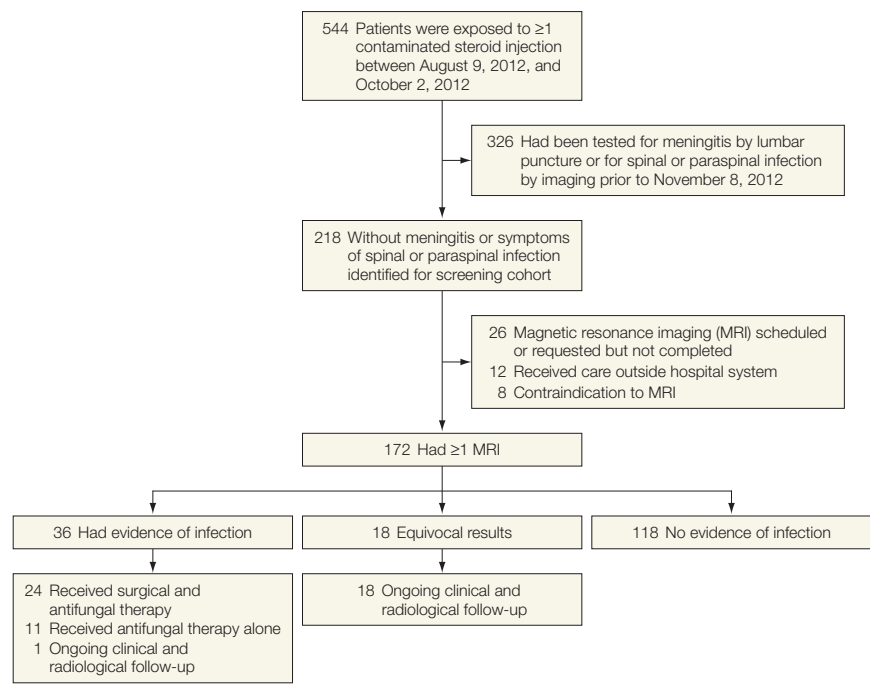 544 Patients were exposed to ≥1
contaminated steroid injection
between August 9, 2012, and
October 2, 2012
326 Had been tested for meningitis by lumbar
puncture or for spinal or paraspinal infection
by imaging prior to November 8, 2012
218 Without meningitis or symptoms
of spinal or paraspinal infection
identified for screening cohort
26 Magnetic resonance imaging (MRI) scheduled
or requested but not completed
12 Received care outside hospital system
8 Contraindication to MRI
172 Had ≥1 MRI
36 Had evidence of infection
18 Equivocal results
118 No evidence of infection
24 Received surgical and
antifungal therapy
11 Received antifungal therapy alone
1 Ongoing clinical and
radiological follow-up
18 Ongoing clinical and
radiological follow-up